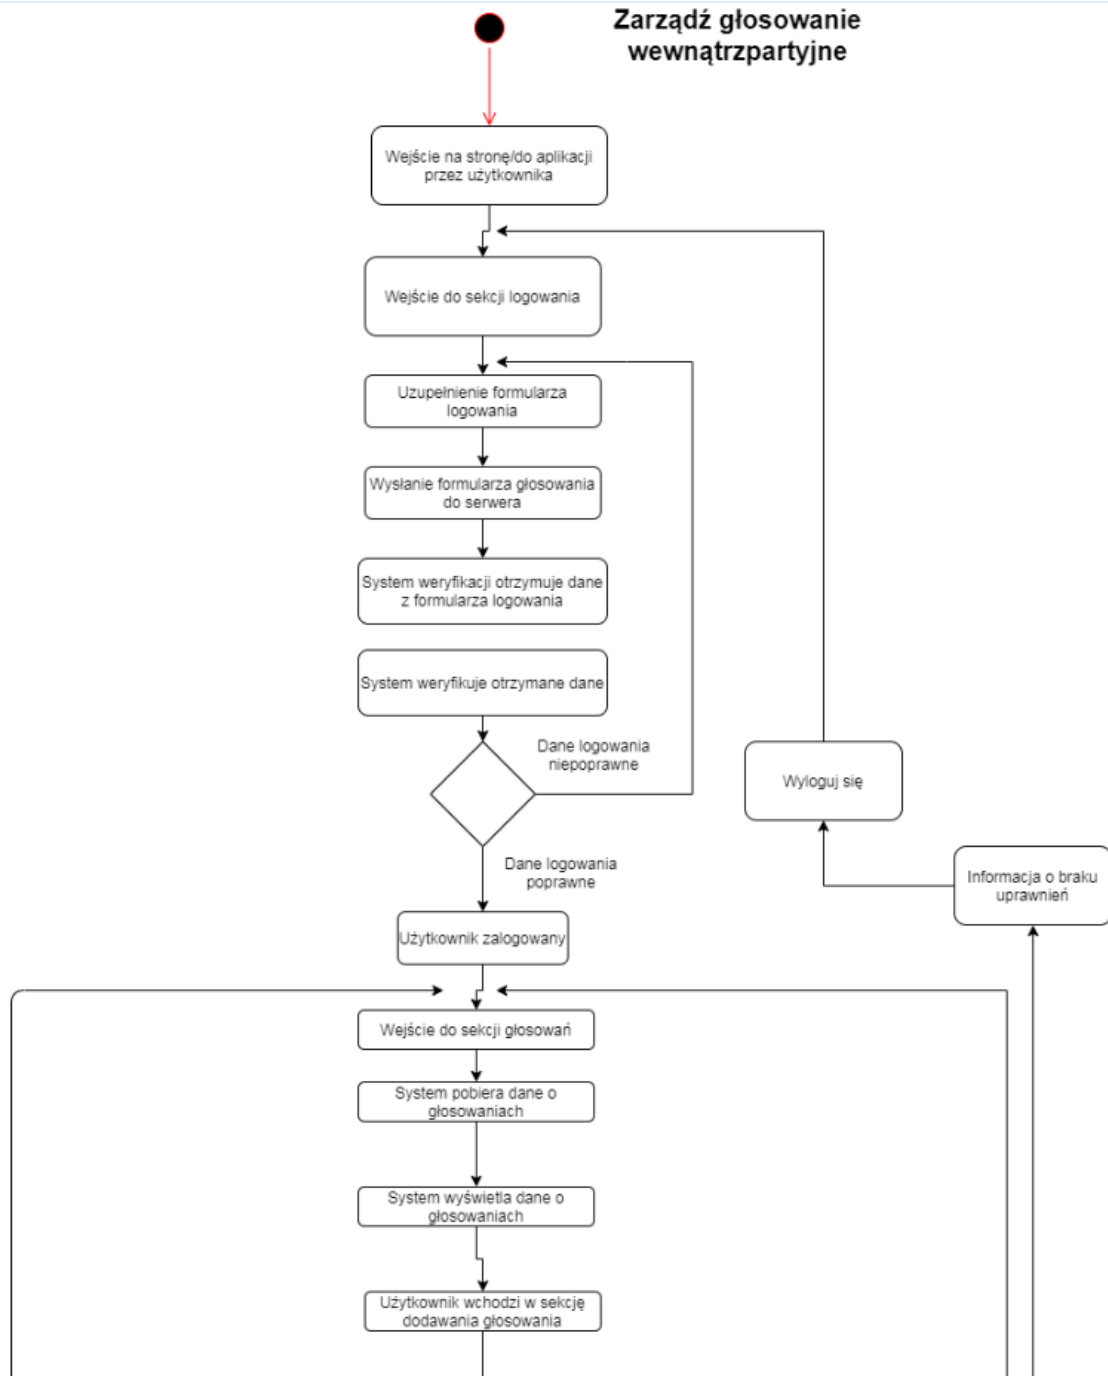 Zarządź głosowanie
wewnątrzpartyjne
Wejście na stronę/do aplikacji
przez użytkownika
Wejście do sekcji logowania
Uzupełnienie formularza
logowania
Wysłanie formularza głosowania
do serwera
System weryfikacji otrzymuje dane
z formularza logowania
System weryfikuje otrzymane dane
Dane logowania
niepoprawne
Wyloguj się
Dane logowania
poprawne
Informacja o braku
uprawnień
Użytkownik zalogowany
Wejście do sekcji głosowań
System pobiera dane o
głosowaniach
System wyświetla dane o
głosowaniach
Użytkownik wchodzi w sekcję
dodawania głosowania